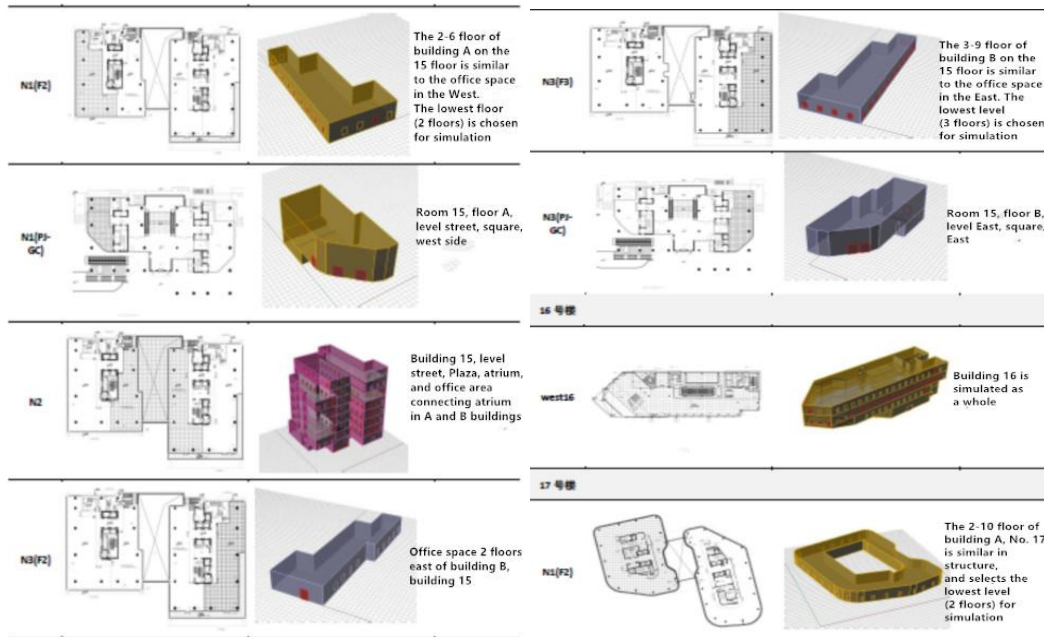 N1(F2)
The 2-6 floor of
building A on the
15 floor is similar
to the office space
in the West.
The lowest floor
(2 floors) is chosen
for simulation
N1(PJ-
GC)
Room 15, floor A,
level street, square,
west side
N2
Building 15, level
street, Plaza, atrium,
and office area
connecting atrium
in A and B buildings
N3(F2)
Office space 2 floors
east of building B,
building 15
N3(F3)
The 3-9 floor of
building B on the
15 floor is similar
to the office space
in the East. The
lowest level
(3 floors) is chosen
for simulation
N3(PJ-
GC)
Room 15, floor B,
level East, square,
East
16 号楼
west16
Building 16 is
simulated as
a whole
17 号楼
N1(F2)
The 2-10 floor of
building A, No. 17
is similar in
structure,
and selects the
lowest level
(2 floors) for
simulation